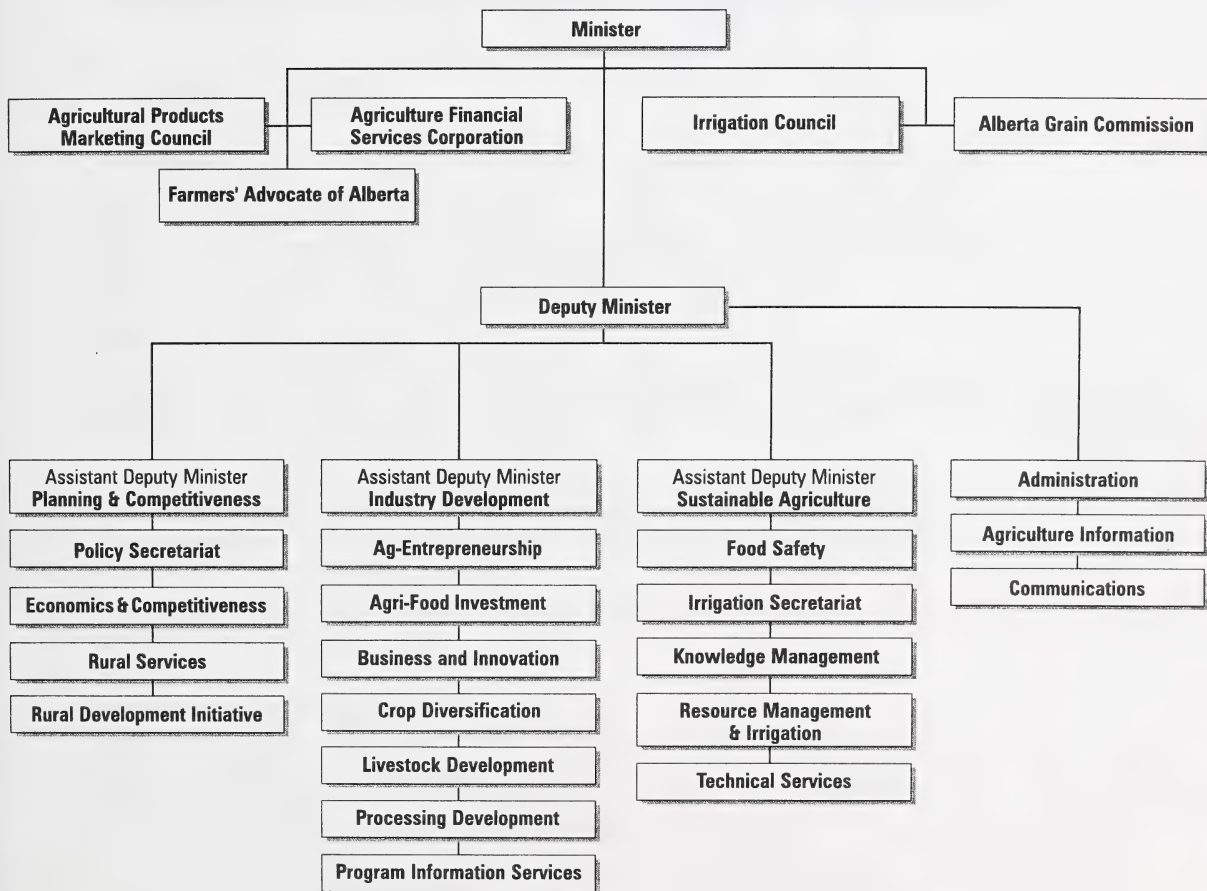 Minister
Agricultural Products
Marketing Council
Agriculture Financial
Services Corporation
Irrigation Council
Alberta Grain Commission
Farmers' Advocate of Alberta
Deputy Minister
Assistant Deputy Minister
Planning & Competitiveness
Policy Secretariat
Economics & Competitiveness
Rural Services
Rural Development Initiative
Assistant Deputy Minister
Industry Development
Ag-Entrepreneurship
Agri-Food Investment
Business and Innovation
Crop Diversification
Livestock Development
Processing Development
Program Information Services
Assistant Deputy Minister
Sustainable Agriculture
Food Safety
Irrigation Secretariat
Knowledge Management
Resource Management
& Irrigation
Technical Services
Administration
Agriculture Information
Communications